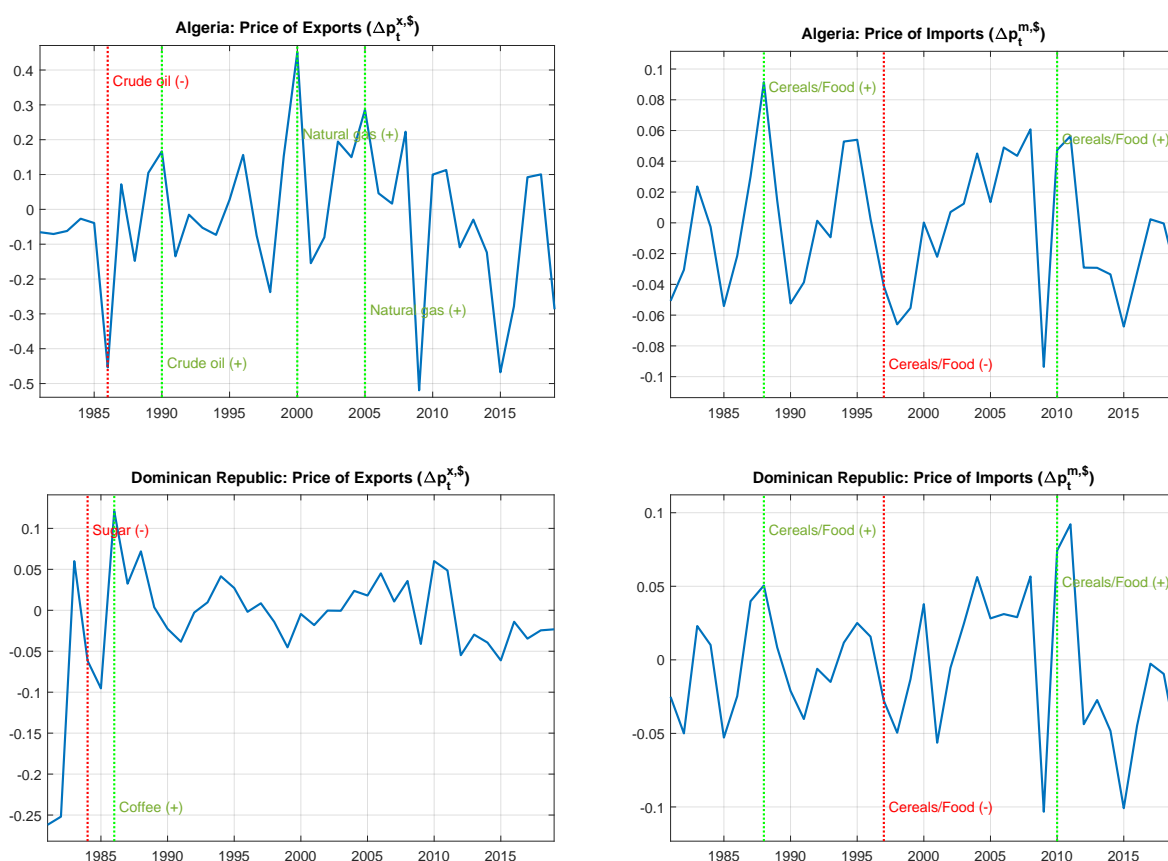 Algeria: Price of Exports (Δp_t^{x,$})
0.4
0.3
0.2
0.1
0
-0.1
-0.2
-0.3
-0.4
-0.5
Crude oil (-)
Natural gas (+)
Natural gas (+)
Crude oil (+)
1985 1990 1995 2000 2005 2010 2015
Algeria: Price of Imports (Δp_t^{m,$})
0.1
0.08
0.06
0.04
0.02
0
-0.02
-0.04
-0.06
-0.08
-0.1
Cereals/Food (+)
Cereals/Food (+)
Cereals/Food (-)
1985 1990 1995 2000 2005 2010 2015
Dominican Republic: Price of Exports (Δp_t^{x,$})
0.1
0.05
0
-0.05
-0.1
-0.15
-0.2
-0.25
Sugar (-)
Coffee (+)
1985 1990 1995 2000 2005 2010 2015
Dominican Republic: Price of Imports (Δp_t^{m,$})
0.1
0.05
0
-0.05
-0.1
Cereals/Food (+)
Cereals/Food (+)
Cereals/Food (-)
1985 1990 1995 2000 2005 2010 2015